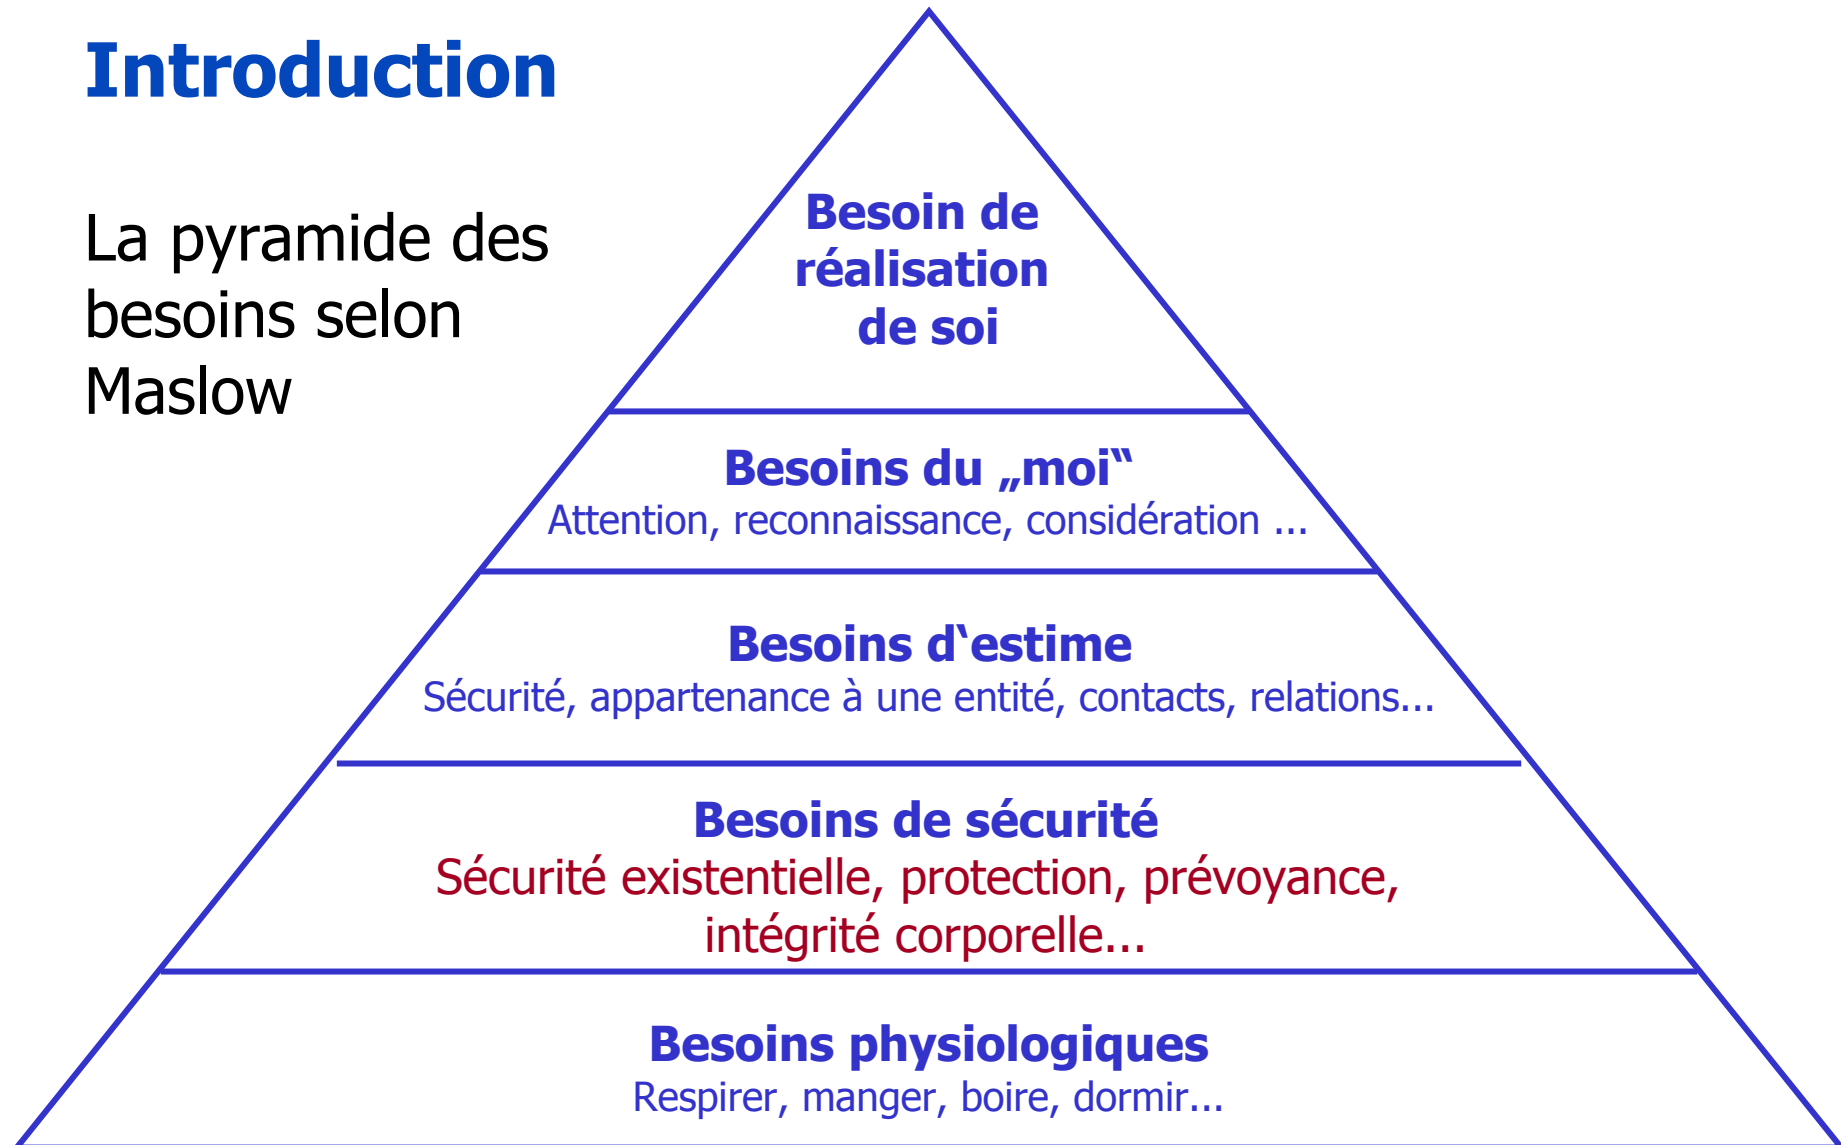 Introduction
La pyramide des
besoins selon
Maslow
Besoin de
réalisation
de soi
Besoins du „moi‟
Attention, reconnaissance, considération ...
Besoins d‛estime
Sécurité, appartenance à une entité, contacts, relations...
Besoins de sécurité
Sécurité existentielle, protection, prévoyance,
intégrité corporelle...
Besoins physiologiques
Respirer, manger, boire, dormir...